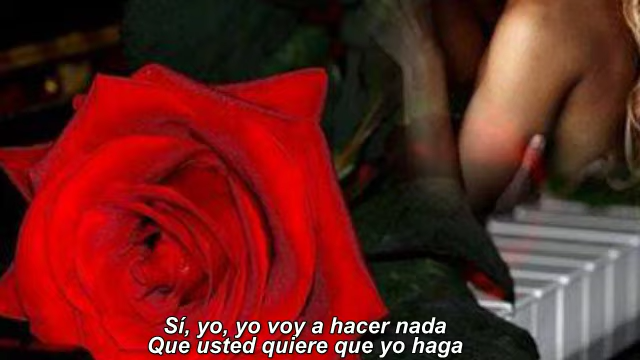 Sí, yo, yo voy a hacer nada
Que usted quiere que yo haga